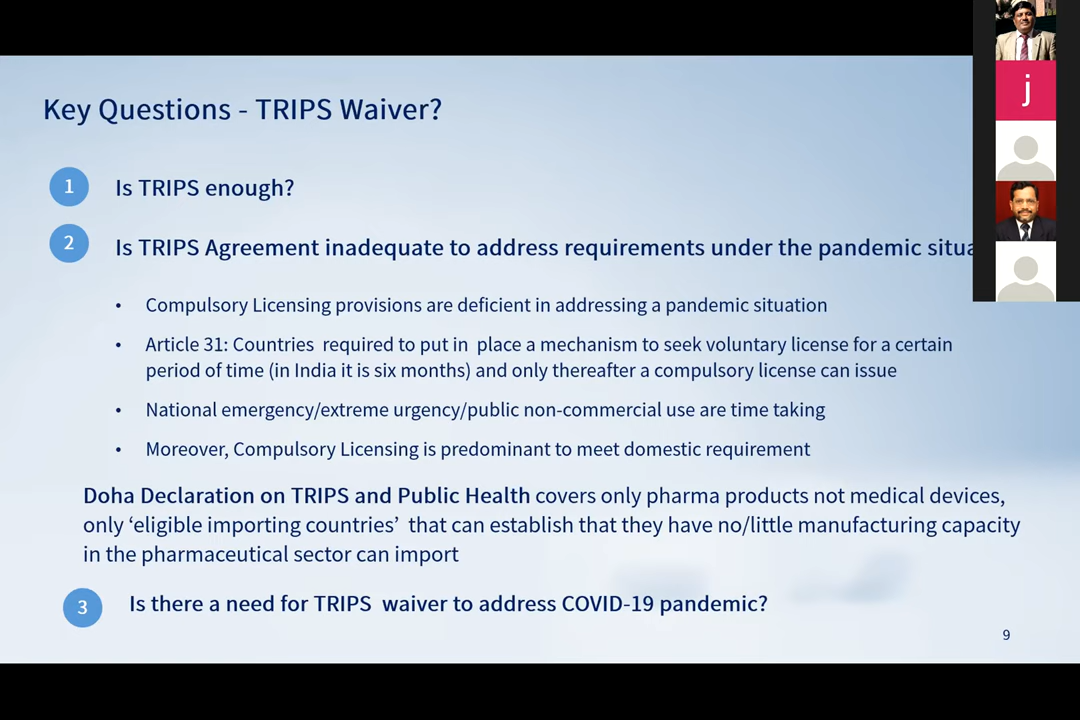 Key Questions - TRIPS Waiver?
1 Is TRIPS enough?
2 Is TRIPS Agreement inadequate to address requirements under the pandemic
• Compulsory Licensing provisions are deficient in addressing a pandemic situation
• Article 31: Countries required to put in place a mechanism to seek voluntary license for a certain
period of time (in India it is six months) and only thereafter a compulsory license can issue
• National emergency/extreme urgency/public non-commercial use are time taking
• Moreover, Compulsory Licensing is predominant to meet domestic requirement
Doha Declaration on TRIPS and Public Health covers only pharma products not medical devices,
only ‘eligible importing countries’ that can establish that they have no/little manufacturing capacity
in the pharmaceutical sector can import
3 Is there a need for TRIPS waiver to address COVID-19 pandemic?
9
j